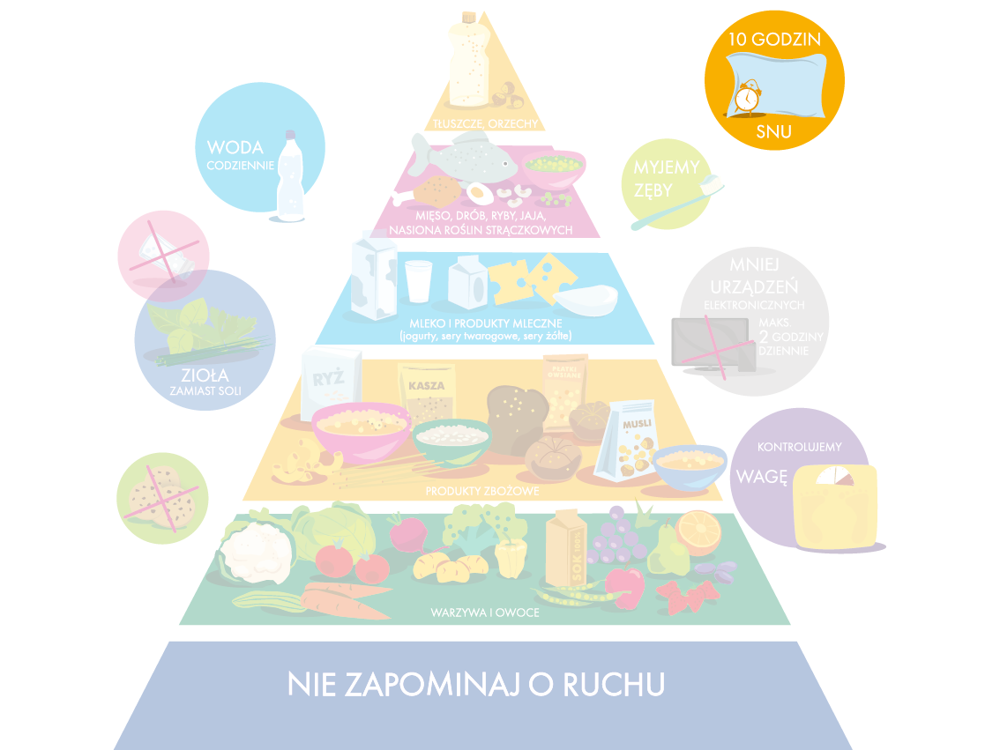 10 GODZIN
SNU
WODA
CODZIENNIE
MYJEMY
ZĘBY
TŁUSZCZE, ORZECHY
MIĘSO, DRÓB, RYBY, JAJA,
NASIONA ROŚLIN STRĄCZKOWYCH
MNIEJ
URZĄDZEŃ
ELEKTRONICZNYCH
MAKS.
2 GODZINY
DZIENNIE
MLEKO I PRODUKTY MLECZNE
(jogurty, sery twarogowe, sery żółte)
ZIOŁA
ZAMIAST SOLI
RYŻ
KASZA
PŁATKI
OWSIANE
MUSLI
PRODUKTY ZBOŻOWE
KONTROLUJEMY
WAGĘ
SOK 100%
WARZYWA I OWOCE
NIE ZAPOMINAJ O RUCHU